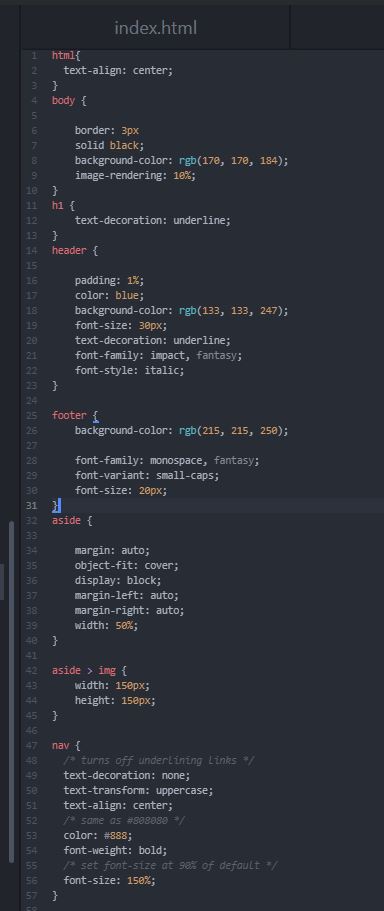 index.html
1 html{
2 text-align: center;
3 }
4 body {
5
6 border: 3px
7 solid black;
8 background-color: rgb(170, 170, 184);
9 image-rendering: 10%;
10 }
11 h1 {
12 text-decoration: underline;
13 }
14 header {
15
16 padding: 1%;
17 color: blue;
18 background-color: rgb(133, 133, 247);
19 font-size: 30px;
20 text-decoration: underline;
21 font-family: impact, fantasy;
22 font-style: italic;
23 }
24
25 footer {
26 background-color: rgb(215, 215, 250);
27
28 font-family: monospace, fantasy;
29 font-variant: small-caps;
30 font-size: 20px;
31 }
32 aside {
33
34 margin: auto;
35 object-fit: cover;
36 display: block;
37 margin-left: auto;
38 margin-right: auto;
39 width: 50%;
40 }
41
42 aside > img {
43 width: 150px;
44 height: 150px;
45 }
46
47 nav {
48 /* turns off underlining links */
49 text-decoration: none;
50 text-transform: uppercase;
51 text-align: center;
52 /* same as #808080 */
53 color: #888;
54 font-weight: bold;
55 /* set font-size at 90% of default */
56 font-size: 150%;
57 }
58